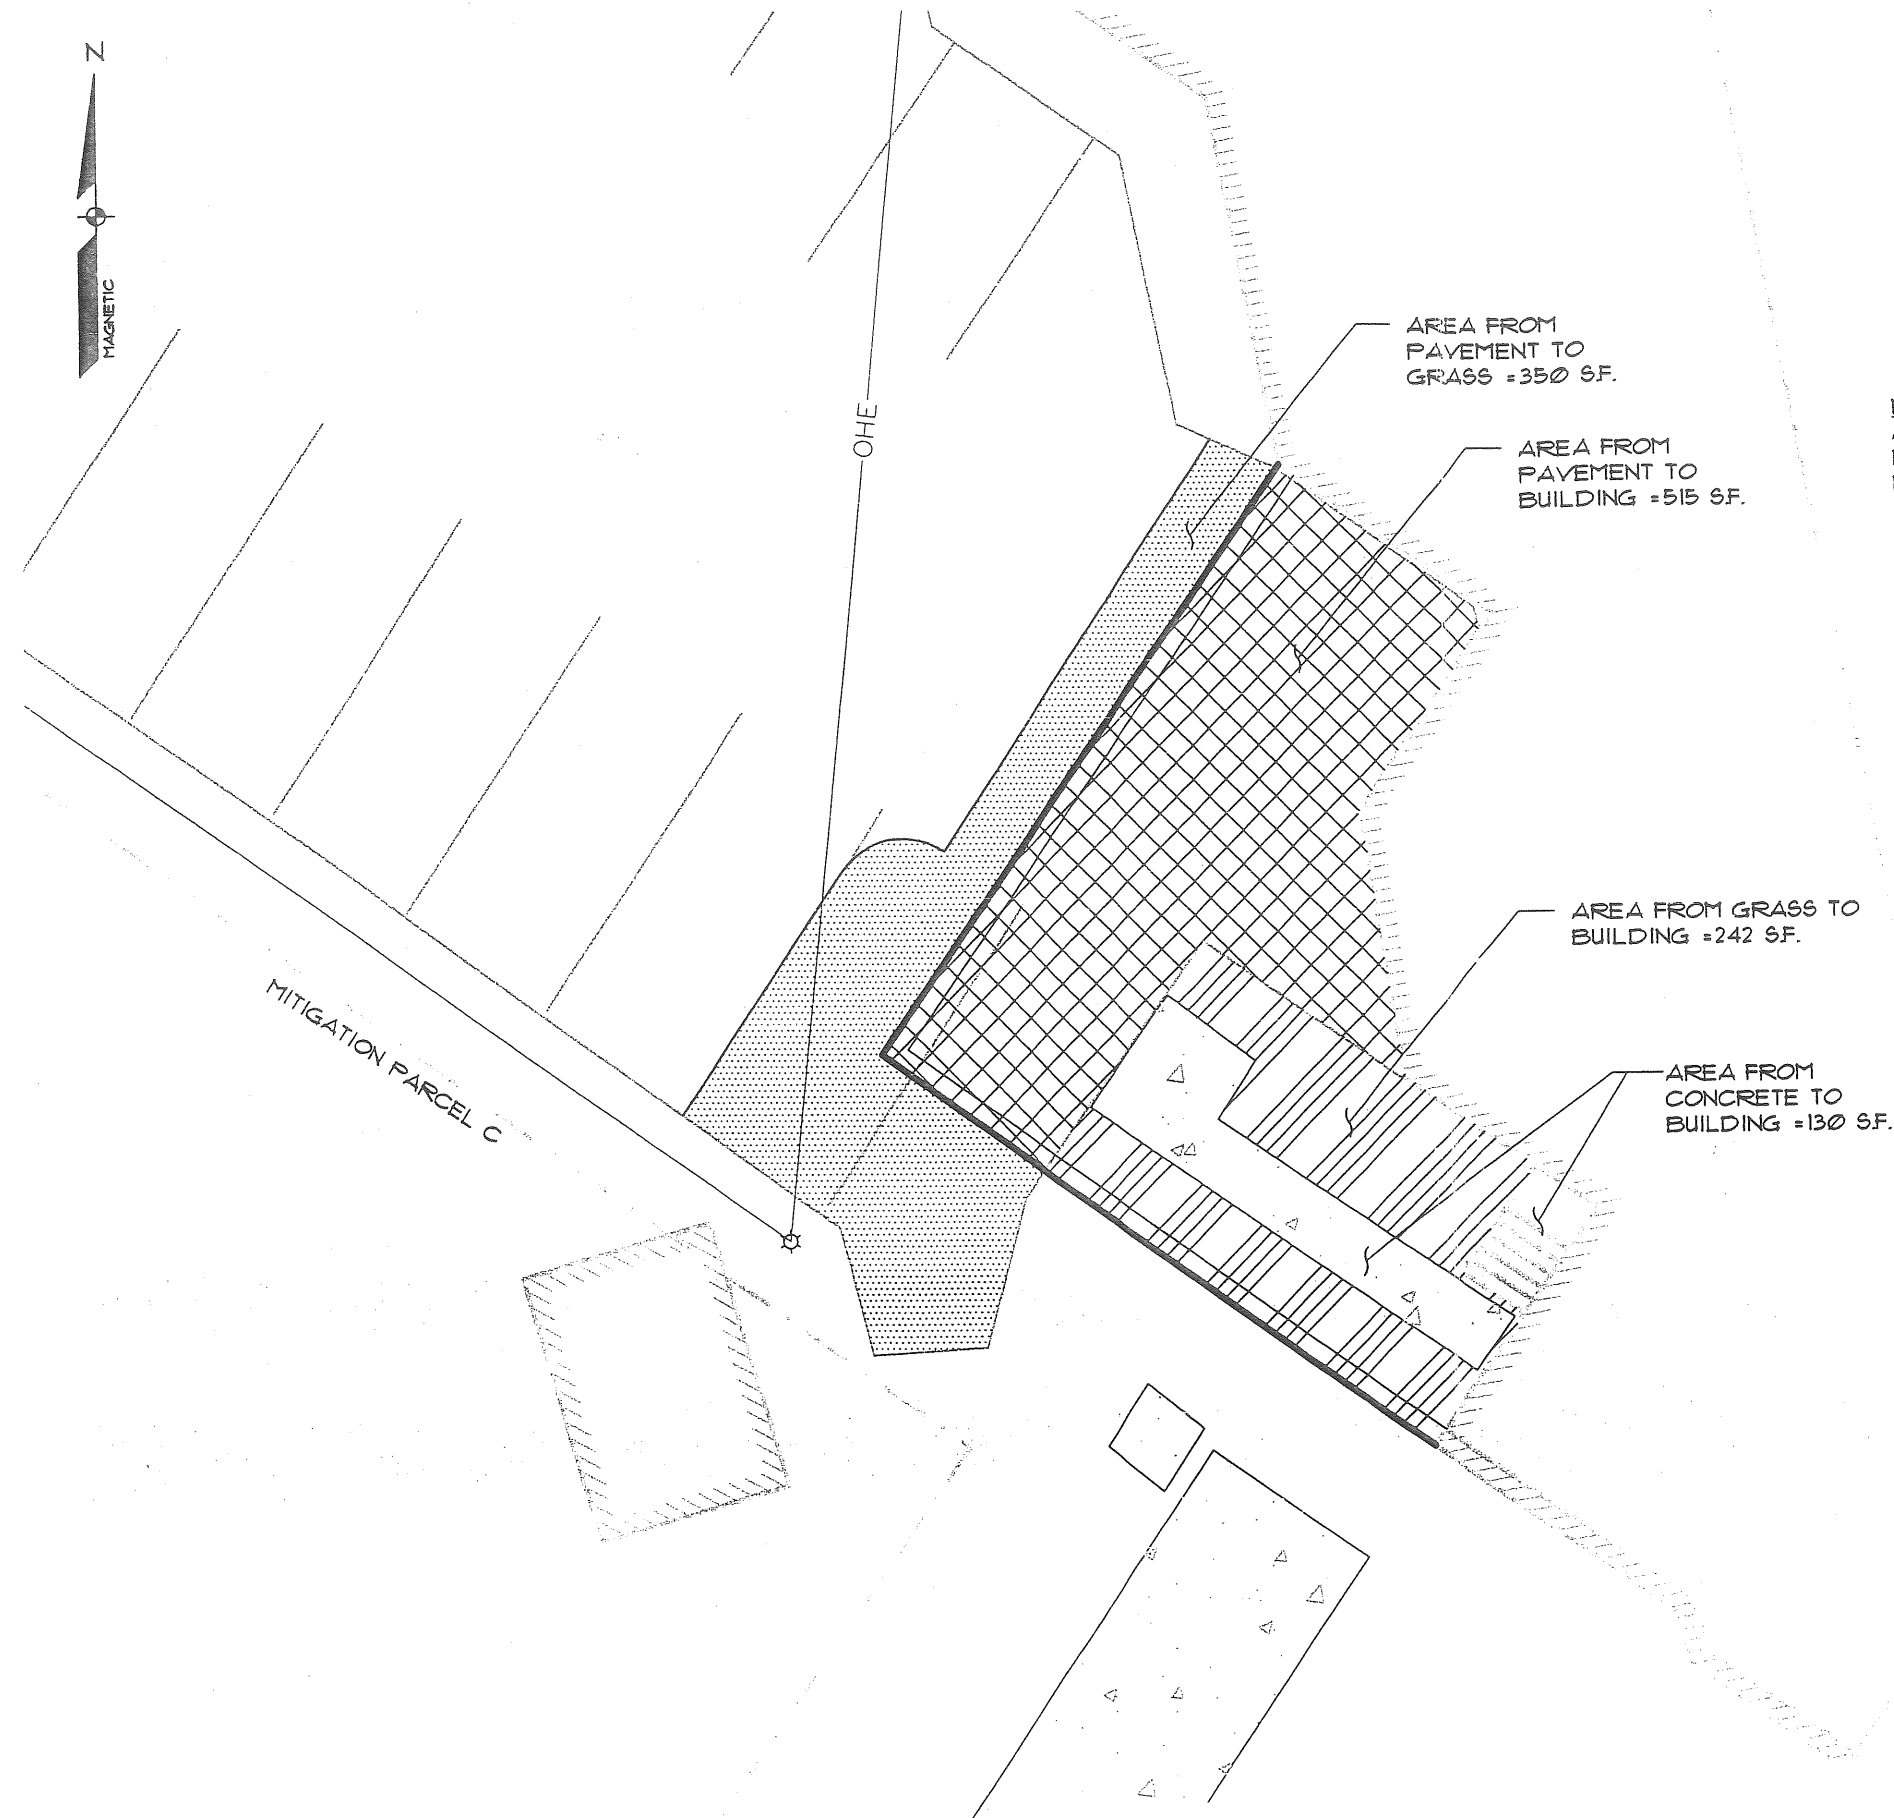 N
MAGNETIC
OHE
AREA FROM
PAVEMENT TO
GRASS =350 S.F.
AREA FROM
PAVEMENT TO
BUILDING =515 S.F.
AREA FROM GRASS TO
BUILDING =242 S.F.
AREA FROM
CONCRETE TO
BUILDING =130 S.F.
MITIGATION PARCEL C